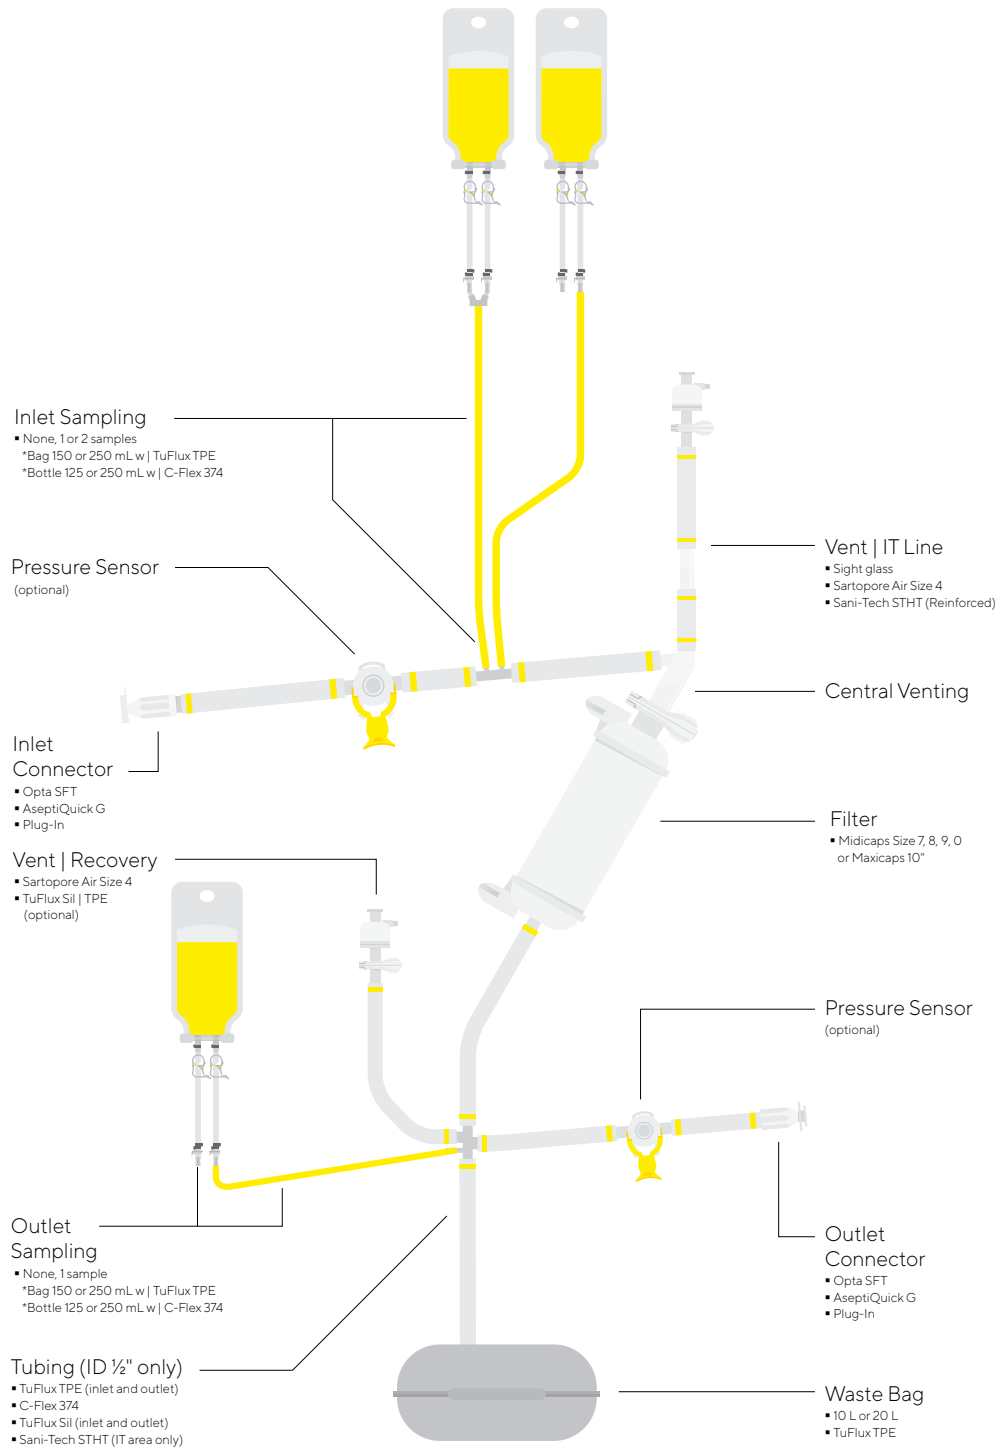 Inlet Sampling
▪ None, 1 or 2 samples
*Bag 150 or 250 mL w | TuFlux TPE
*Bottle 125 or 250 mL w | C-Flex 374
Pressure Sensor
(optional)
Vent | IT Line
▪ Sight glass
▪ Sartopore Air Size 4
▪ Sani-Tech STHT (Reinforced)
Central Venting
Inlet
Connector
▪ Opta SFT
▪ AseptiQuick G
▪ Plug-In
Filter
▪ Midicaps Size 7, 8, 9, 0
or Maxicaps 10"
Vent | Recovery
▪ Sartopore Air Size 4
▪ TuFlux Sil | TPE
(optional)
Pressure Sensor
(optional)
Outlet
Sampling
▪ None, 1 sample
*Bag 150 or 250 mL w | TuFlux TPE
*Bottle 125 or 250 mL w | C-Flex 374
Outlet
Connector
▪ Opta SFT
▪ AseptiQuick G
▪ Plug-In
Tubing (ID ½" only)
▪ TuFlux TPE (inlet and outlet)
▪ C-Flex 374
▪ TuFlux Sil (inlet and outlet)
▪ Sani-Tech STHT (IT area only)
Waste Bag
▪ 10 L or 20 L
▪ TuFlux TPE